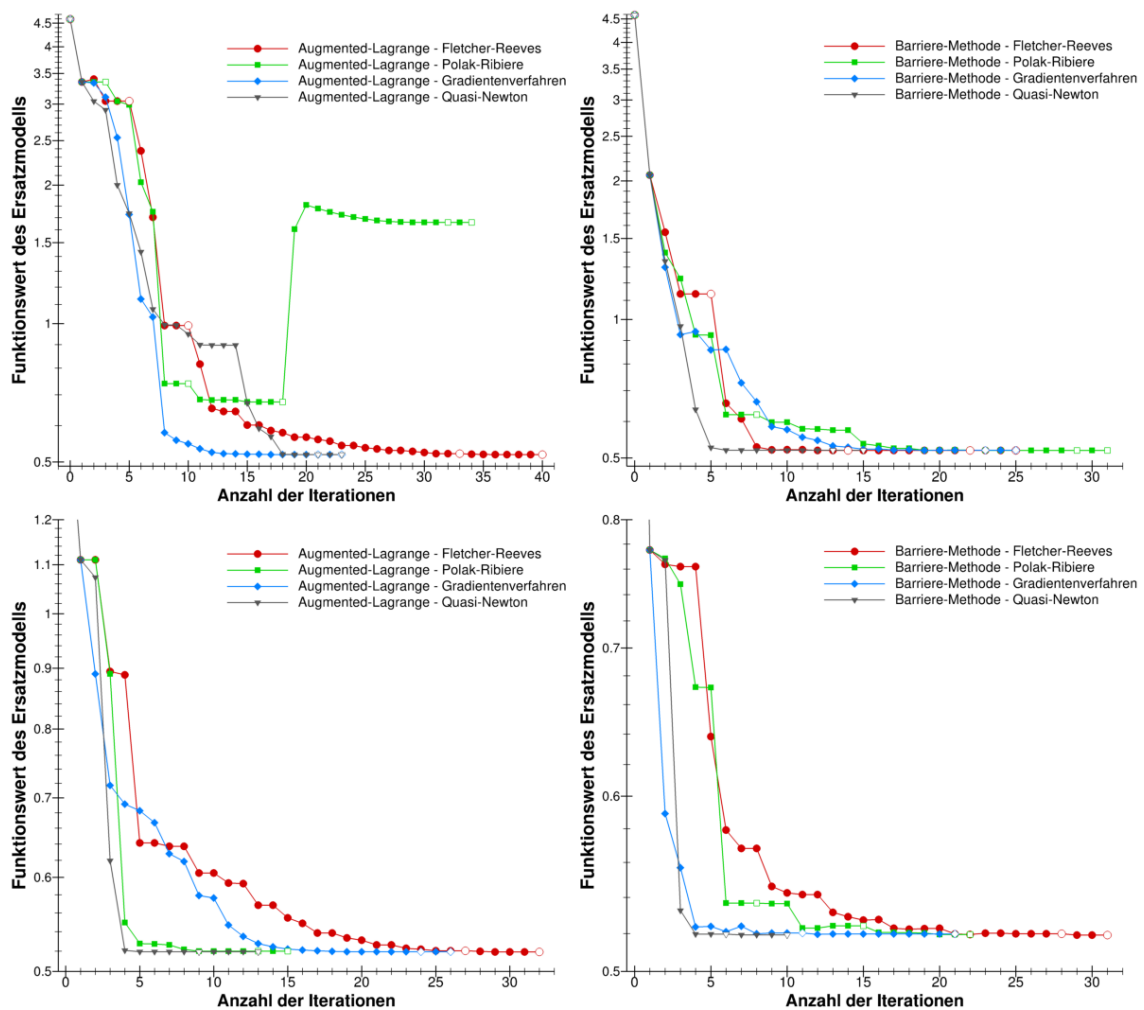 Funktionswert des Ersatzmodells
4.5
4
3.5
3
2.5
2
1.5
1
0.5
0 5 10 15 20 25 30 35 40
Anzahl der Iterationen
Augmented-Lagrange - Fletcher-Reeves
Augmented-Lagrange - Polak-Ribiere
Augmented-Lagrange - Gradientenverfahren
Augmented-Lagrange - Quasi-Newton
Funktionswert des Ersatzmodells
4.5
4
3.5
3
2.5
2
1.5
1
0.5
0 5 10 15 20 25 30
Anzahl der Iterationen
Barriere-Methode - Fletcher-Reeves
Barriere-Methode - Polak-Ribiere
Barriere-Methode - Gradientenverfahren
Barriere-Methode - Quasi-Newton
Funktionswert des Ersatzmodells
1.2
1.1
1
0.9
0.8
0.7
0.6
0.5
0 5 10 15 20 25 30
Anzahl der Iterationen
Augmented-Lagrange - Fletcher-Reeves
Augmented-Lagrange - Polak-Ribiere
Augmented-Lagrange - Gradientenverfahren
Augmented-Lagrange - Quasi-Newton
Funktionswert des Ersatzmodells
0.8
0.7
0.6
0.5
0 5 10 15 20 25 30
Anzahl der Iterationen
Barriere-Methode - Fletcher-Reeves
Barriere-Methode - Polak-Ribiere
Barriere-Methode - Gradientenverfahren
Barriere-Methode - Quasi-Newton